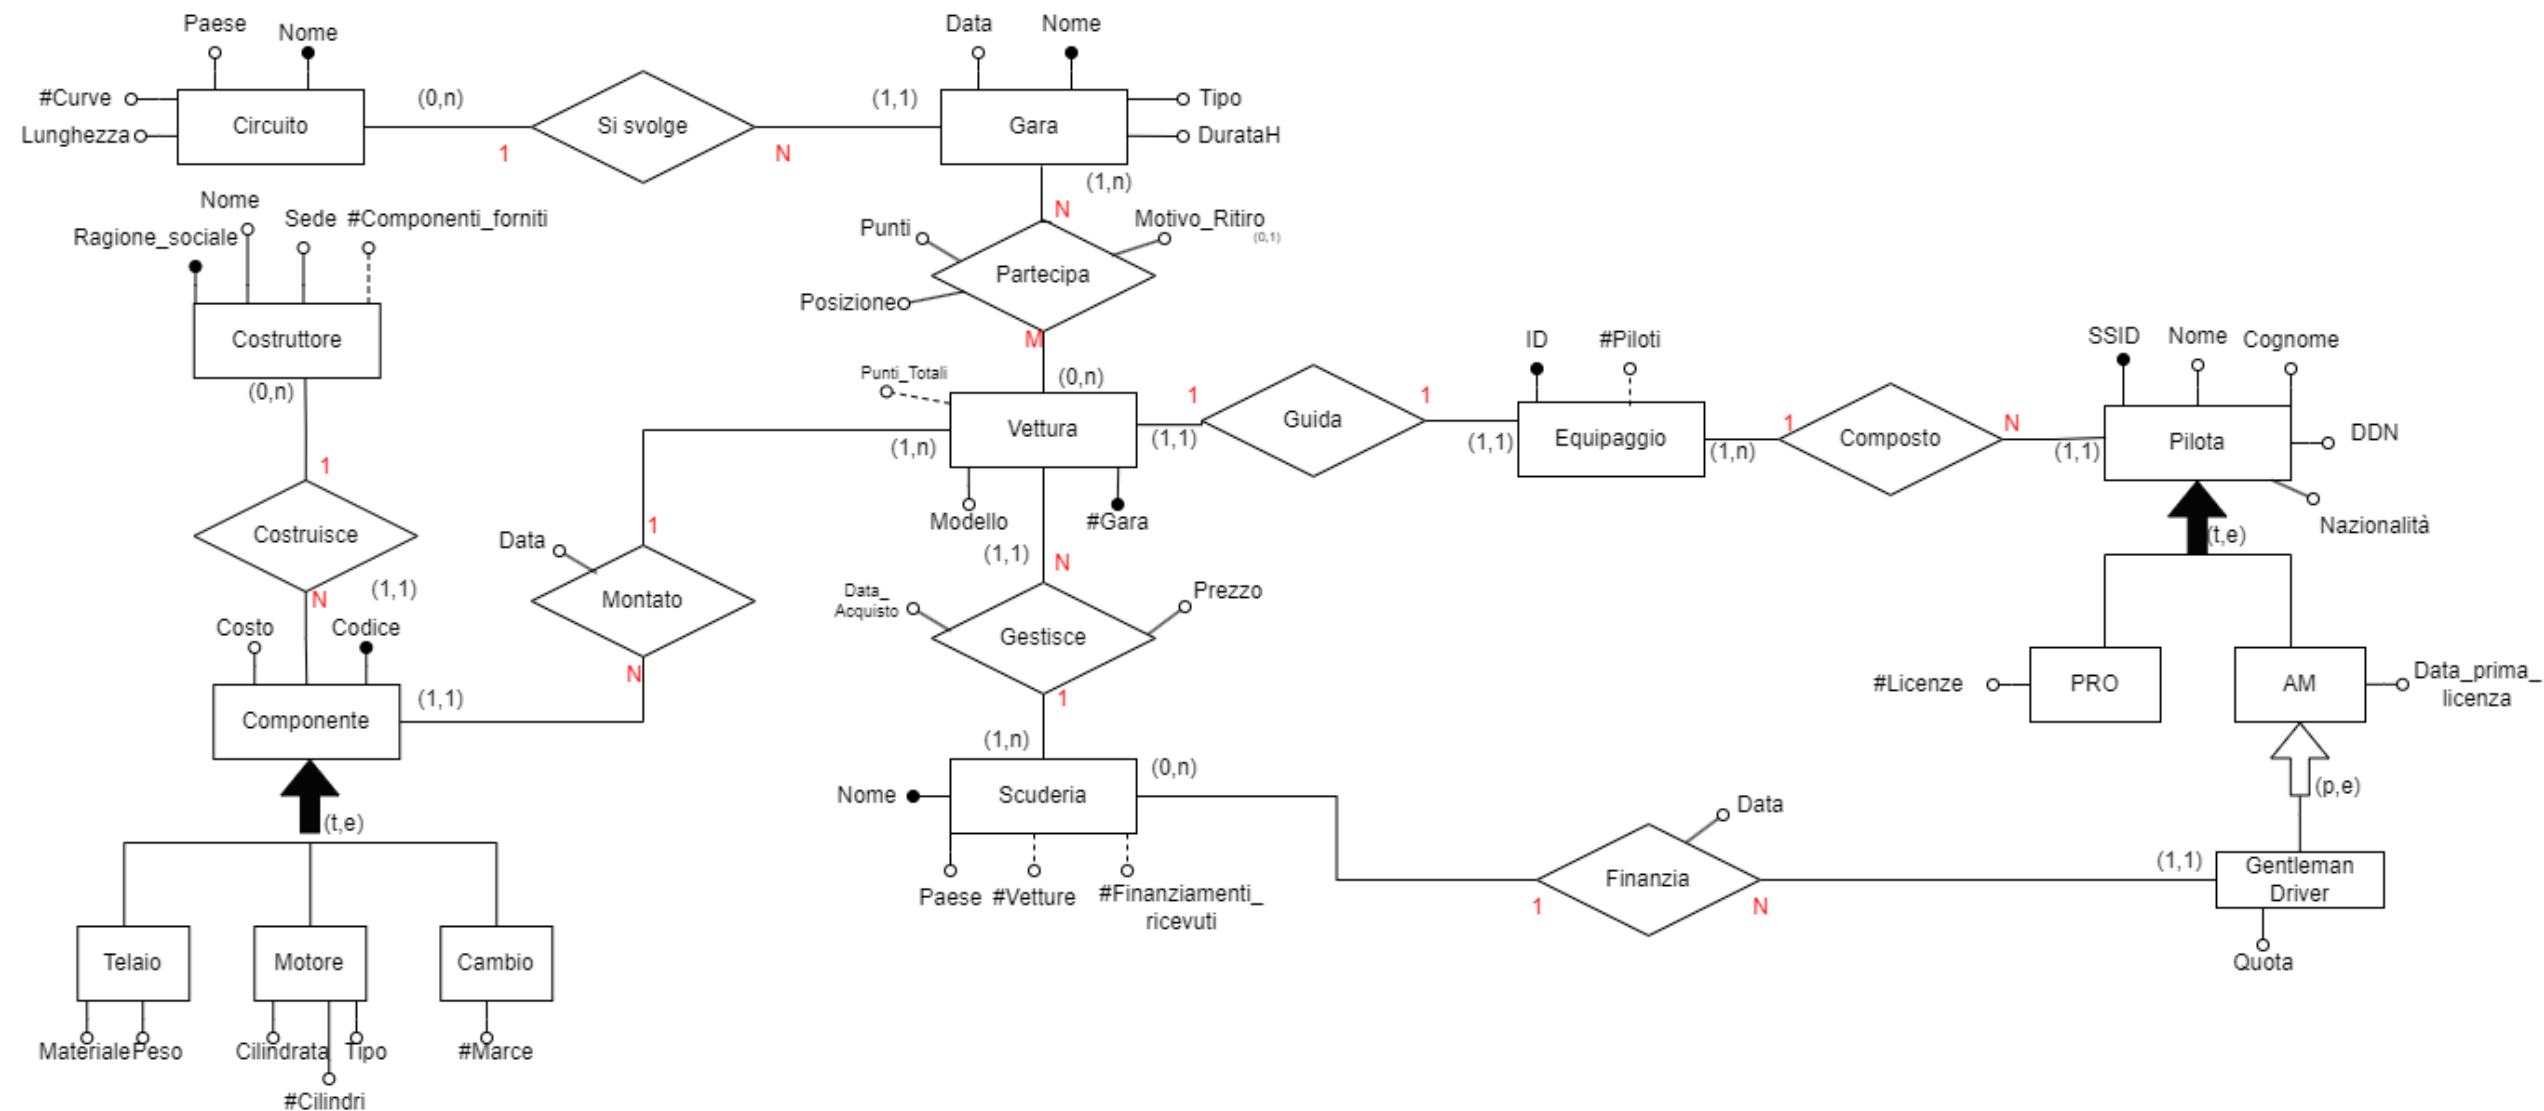 Paese
Nome
Data
Nome
#Curve
(0,n)
(1,1)
Tipo
Circuito
Si svolge
Gara
Lunghezza
DurataH
1
N
(1,n)
Nome
N
Sede
#Componenti_forniti
Motivo_Ritiro
(0,1)
Ragione_sociale
Punti
Partecipa
Posizione
Costruttore
M
ID
#Piloti
SSID
Nome
Cognome
Punti_Totali
(0,n)
(0,n)
1
1
Vettura
Guida
1
N
DDN
(1,n)
(1,1)
(1,1)
Equipaggio
(1,n)
Composto
(1,1)
Pilota
1
Modello
#Gara
1
Nazionalità
Costruisce
Data
(1,1)
N
(t,e)
N
(1,1)
Montato
Data_
Acquisto
Prezzo
Costo
Codice
Gestisce
N
(1,1)
1
#Licenze
PRO
AM
Data_prima_
licenza
Componente
(1,n)
(0,n)
Nome
Scuderia
Data
(p,e)
(t,e)
Paese
#Vetture
#Finanziamenti_
ricevuti
1
Finanzia
N
(1,1)
Gentleman
Driver
Telaio
Motore
Cambio
Quota
Materiale
Peso
Cilindrata
Tipo
#Marce
#Cilindri